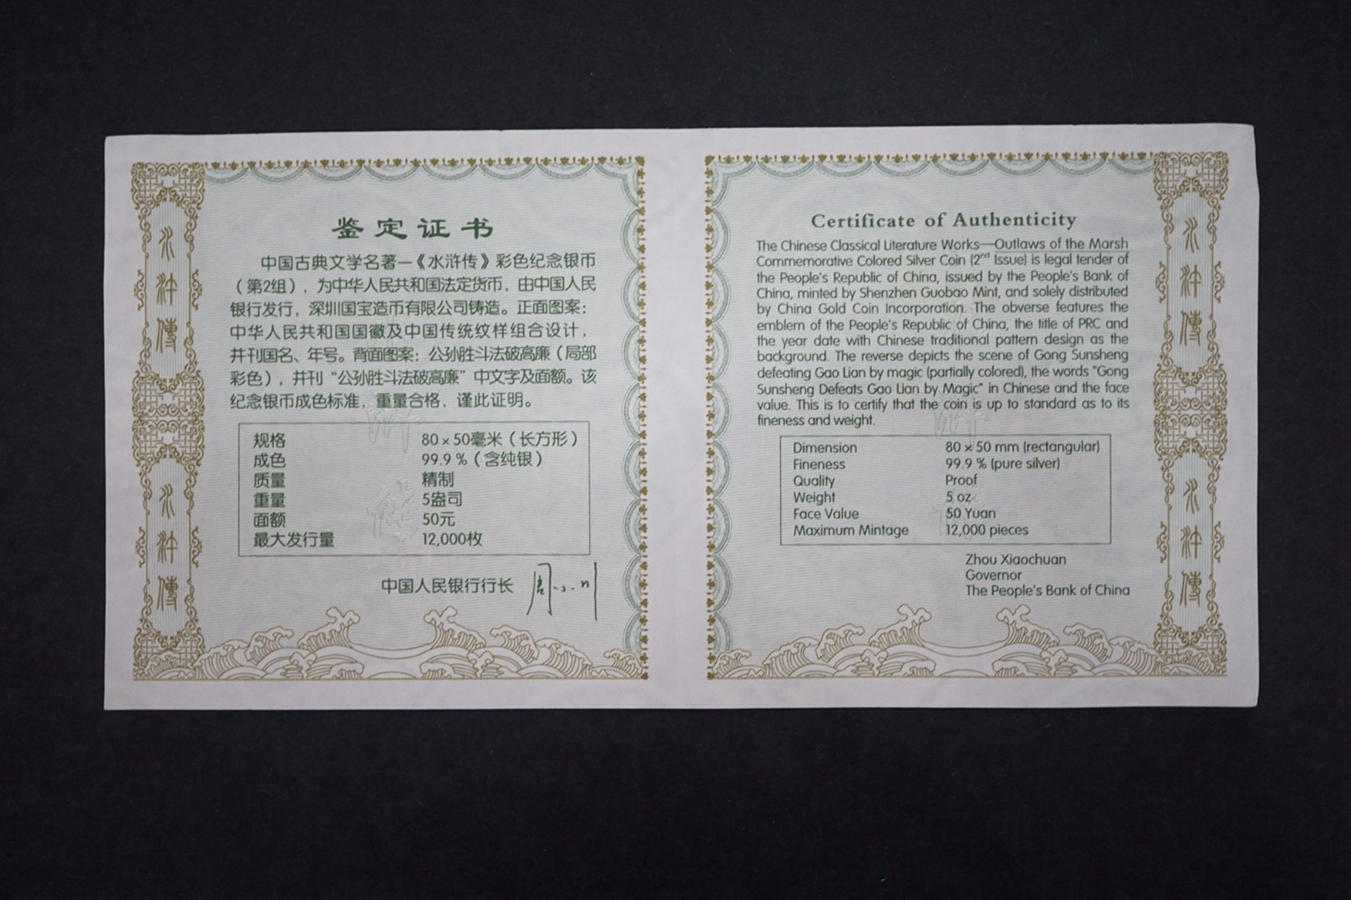 鉴定证书
中国古典文学名著—《水浒传》彩色纪念银币
（第2组），为中华人民共和国法定货币，由中国人民
银行发行，深圳国宝造币有限公司铸造。正面图案：
中华人民共和国国徽及中国传统纹样组合设计，
并刊国名、年号。背面图案：公孙胜斗法破高廉（局部
彩色），并刊“公孙胜斗法破高廉”中文字及面额。该
纪念银币成色标准，重量合格，谨此证明。
规格 80×50毫米（长方形）
成色 99.9％（含纯银）
质量 精制
重量 5盎司
面额 50元
最大发行量 12,000枚
中国人民银行行长
水浒傳
水浒傳
Certificate of Authenticity
The Chinese Classical Literature Works—Outlaws of the Marsh
Commemorative Colored Silver Coin (2nd Issue) is legal tender of
the People's Republic of China, issued by the People's Bank of
China, minted by Shenzhen Guobao Mint, and solely distributed
by China Gold Coin Incorporation. The obverse features the
emblem of the People's Republic of China, the title of PRC and
the year date with Chinese traditional pattern design as the
background. The reverse depicts the scene of Gong Sunsheng
defeating Gao Lian by magic (partially colored), the words "Gong
Sunsheng Defeats Gao Lian by Magic" in Chinese and the face
value. This is to certify that the coin is up to standard as to its
fineness and weight.
Dimension 80 × 50 mm (rectangular)
Fineness 99.9 % (pure silver)
Quality Proof
Weight 5 oz
Face Value 50 Yuan
Maximum Mintage 12,000 pieces
Zhou Xiaochuan
Governor
The People's Bank of China
水浒傳
水浒傳